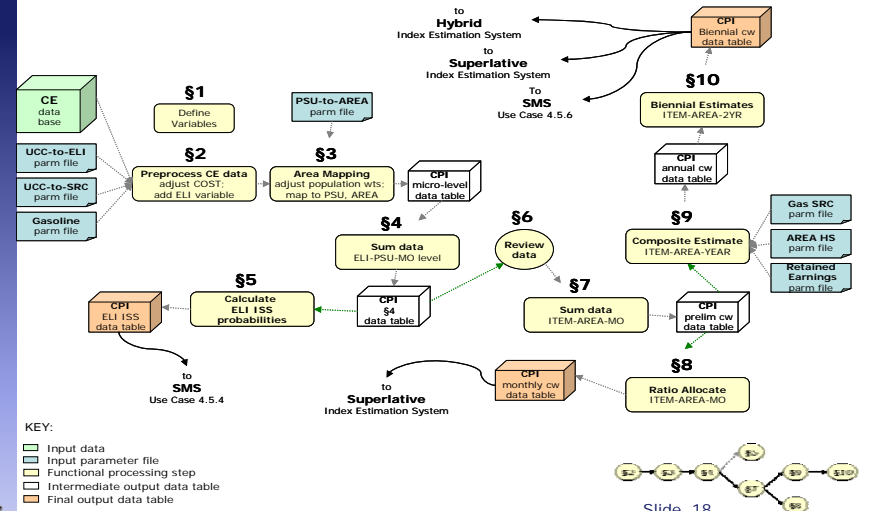 to
Hybrid
Index Estimation System
to
Superlative
Index Estimation System
To
SMS
Use Case 4.5.6
CPI
Biennial cw
data table
§10
Biennial Estimates
ITEM-AREA-2YR
CPI
annual cw
data table
CE
data
base
§1
Define
Variables
PSU-to-AREA
parm file
UCC-to-ELI
parm file
UCC-to-SRC
parm file
Gasoline
parm file
§2
Preprocess CE data
adjust COST;
add ELI variable
§3
Area Mapping
adjust population wts;
map to PSU, AREA
CPI
micro-level
data table
§4
Sum data
ELI-PSU-MO level
§6
Review
data
§9
Composite Estimate
ITEM-AREA-YEAR
Gas SRC
parm file
AREA HS
parm file
Retained
Earnings
parm file
§5
Calculate
ELI ISS
probabilities
CPI
ELI ISS
data table
CPI
§4
data table
§7
Sum data
ITEM-AREA-MO
CPI
prelim cw
data table
to
SMS
Use Case 4.5.4
to
Superlative
Index Estimation System
CPI
monthly cw
data table
§8
Ratio Allocate
ITEM-AREA-MO
KEY:
Input data
Input parameter file
Functional processing step
Intermediate output data table
Final output data table
Slide 18